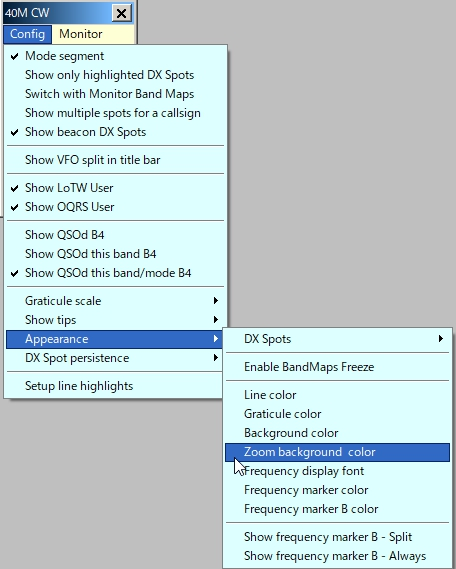 40M CW
Config Monitor
Mode segment
Show only highlighted DX Spots
Switch with Monitor Band Maps
Show multiple spots for a callsign
Show beacon DX Spots
Show VFO split in title bar
Show LoTW User
Show OQRS User
Show QSOd B4
Show QSOd this band B4
Show QSOd this band/mode B4
Graticule scale
Show tips
Appearance
DX Spot persistence
Setup line highlights
DX Spots
Enable BandMaps Freeze
Line color
Graticule color
Background color
Zoom background  color
Frequency display font
Frequency marker color
Frequency marker B color
Show frequency marker B - Split
Show frequency marker B - Always